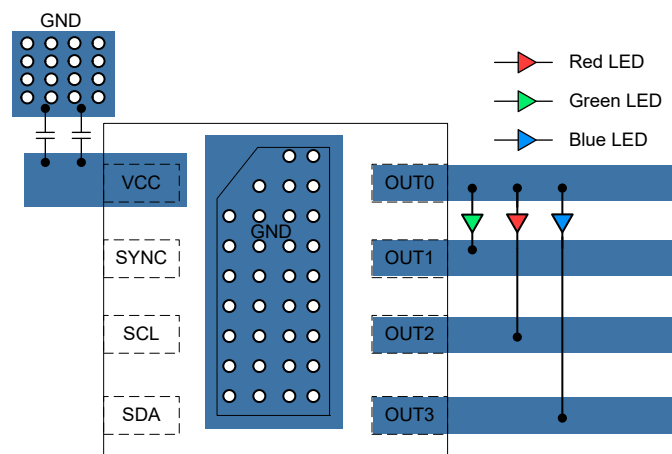 GND
Red LED
Green LED
Blue LED
VCC
OUT0
GND
SYNC
OUT1
SCL
OUT2
SDA
OUT3